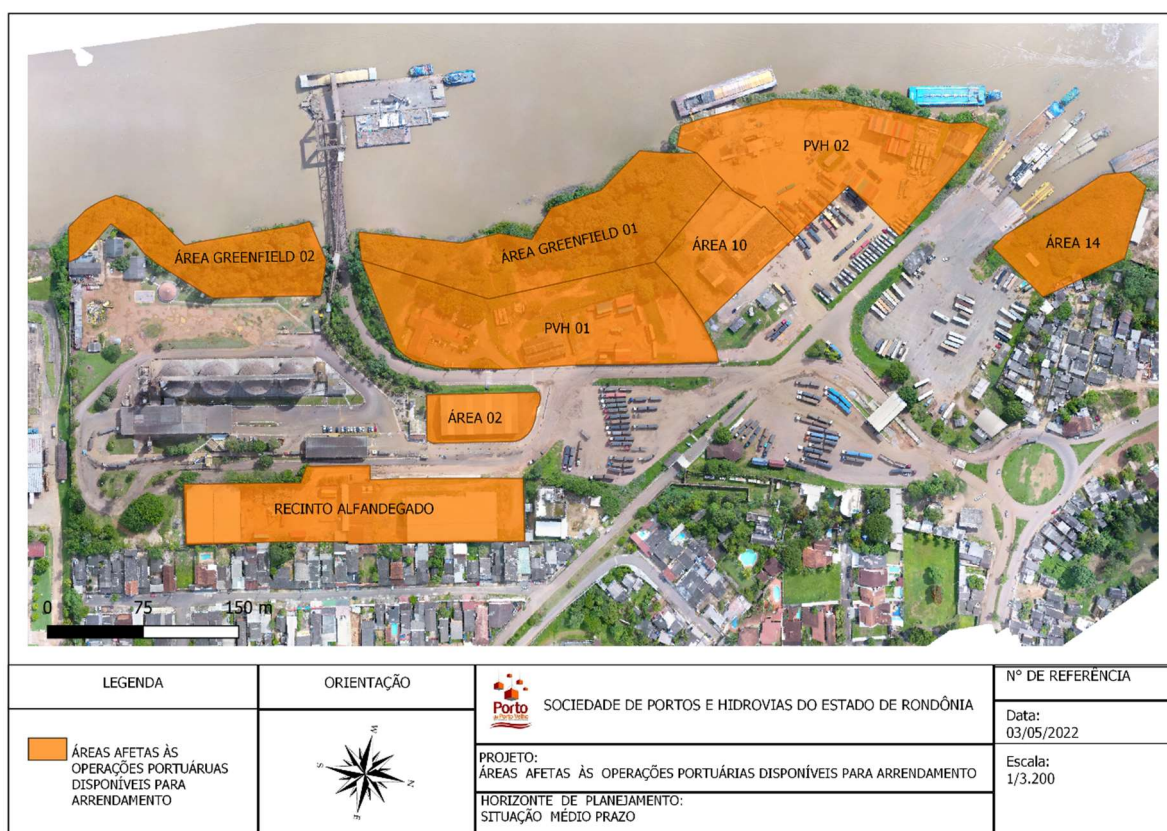 PVH 02
ÁREA GREENFIELD 01
ÁREA GREENFIELD 02
ÁREA 10
ÁREA 14
PVH 01
ÁREA 02
RECINTO ALFANDEGADO
0 75 150 m
LEGENDA
ÁREAS AFETAS ÀS
OPERAÇÕES PORTUÁRUAS
DISPONÍVEIS PARA
ARRENDAMENTO
ORIENTAÇÃO
W
S
N
E
Porto
de Porto Velho
SOCIEDADE DE PORTOS E HIDROVIAS DO ESTADO DE RONDÔNIA
PROJETO:
ÁREAS AFETAS ÀS OPERAÇÕES PORTUÁRIAS DISPONÍVEIS PARA ARRENDAMENTO
HORIZONTE DE PLANEJAMENTO:
SITUAÇÃO MÉDIO PRAZO
N° DE REFERÊNCIA
Data:
03/05/2022
Escala:
1/3.200